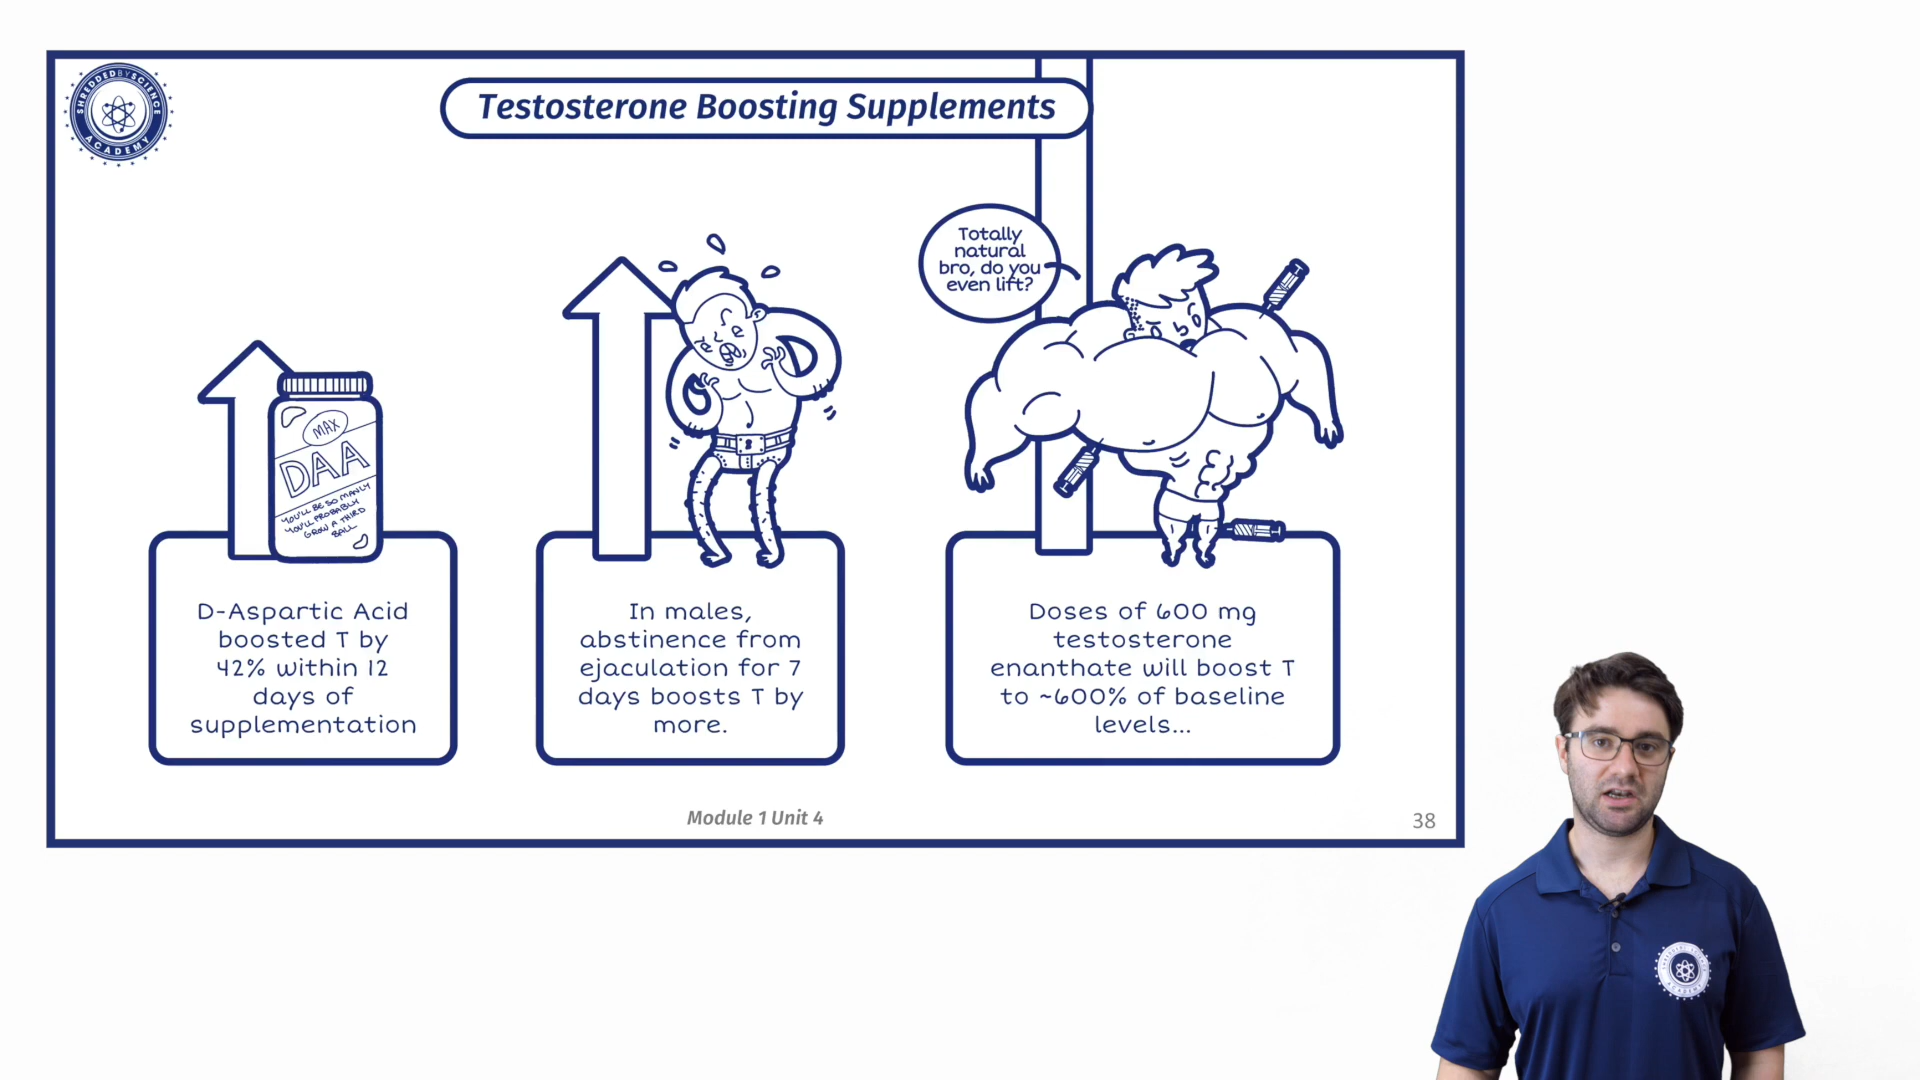 SHREDDEDBYSCIENCE
ACADEMY
Testosterone Boosting Supplements
Totally
natural
bro, do you
even lift?
MAX
DAA
YOU'LL BE SO MANLY
YOU'LL PROBABLY
GROW A THIRD
BALL
D-Aspartic Acid
boosted T by
42% within 12
days of
supplementation
In males,
abstinence from
ejaculation for 7
days boosts T by
more.
Doses of 600 mg
testosterone
enanthate will boost T
to ~600% of baseline
levels...
Module 1 Unit 4
38
ACADEMY